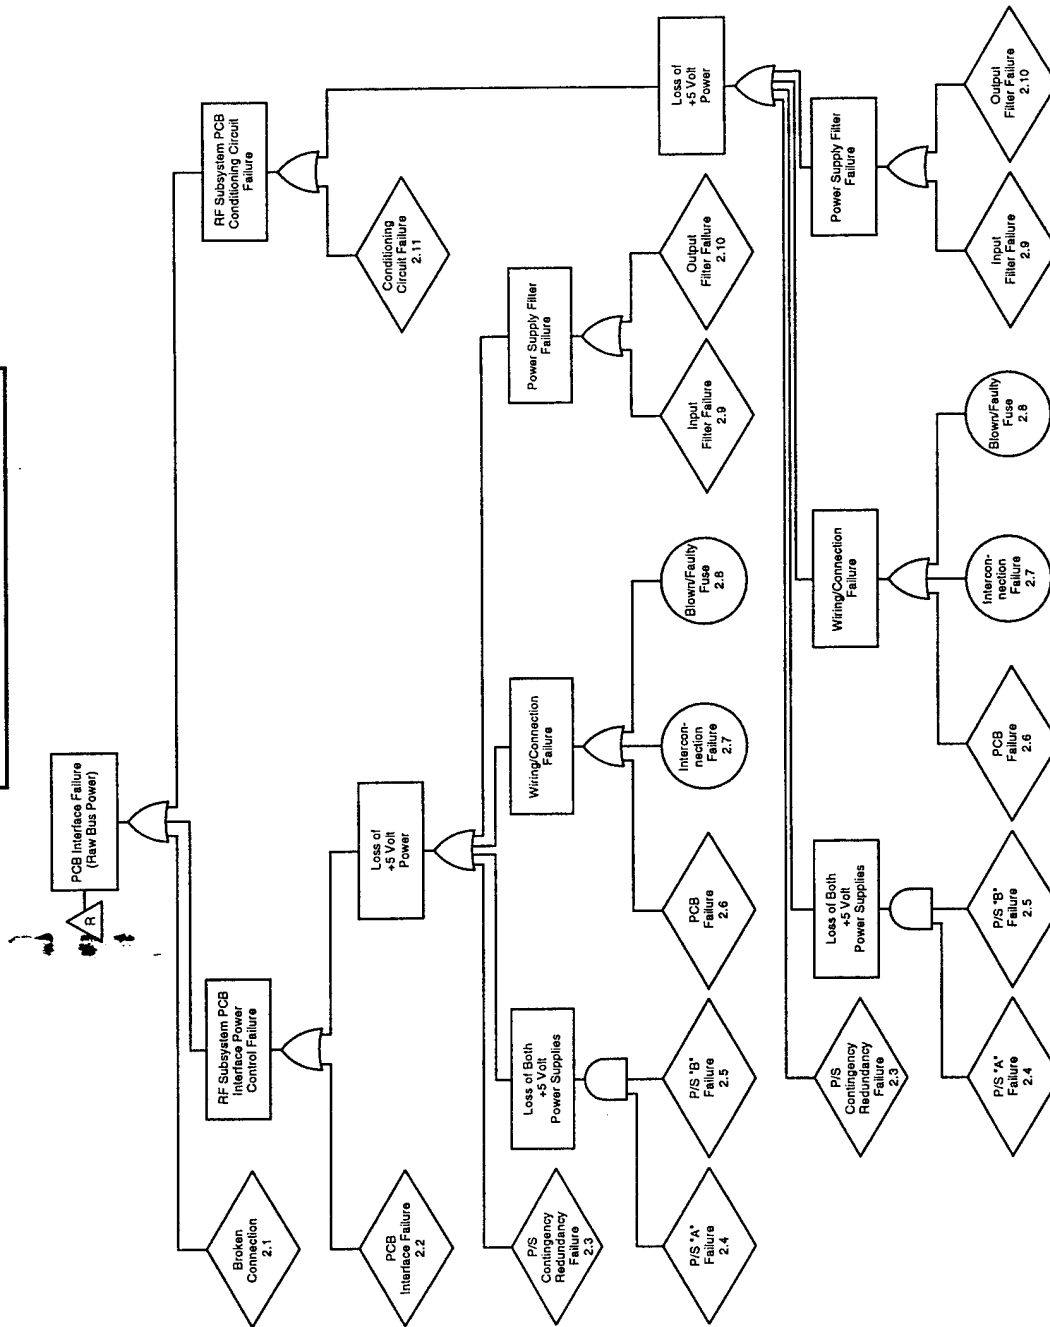 PCB Interface Failure
(Raw Bus Power)
R
Broken
Connection
2.1
RF Subsystem PCB
Interface Power
Control Failure
RF Subsystem PCB
Conditioning Circuit
Failure
PCB
Interface Failure
2.2
Loss of
+5 Volt
Power
Conditioning
Circuit Failure
2.11
P/S
Contingency
Redundancy
Failure
2.3
Loss of Both
+5 Volt
Power Supplies
Wiring/Connection
Failure
Power Supply Filter
Failure
P/S "A"
Failure
2.4
P/S "B"
Failure
2.5
PCB
Failure
2.6
Intercon-
nection
Failure
2.7
Blown/Faulty
Fuse
2.8
Input
Filter Failure
2.9
Output
Filter Failure
2.10
Loss of
+5 Volt
Power
P/S
Contingency
Redundancy
Failure
2.3
Loss of Both
+5 Volt
Power Supplies
Wiring/Connection
Failure
Power Supply Filter
Failure
P/S "A"
Failure
2.4
P/S "B"
Failure
2.5
PCB
Failure
2.6
Intercon-
nection
Failure
2.7
Blown/Faulty
Fuse
2.8
Input
Filter Failure
2.9
Output
Filter Failure
2.10